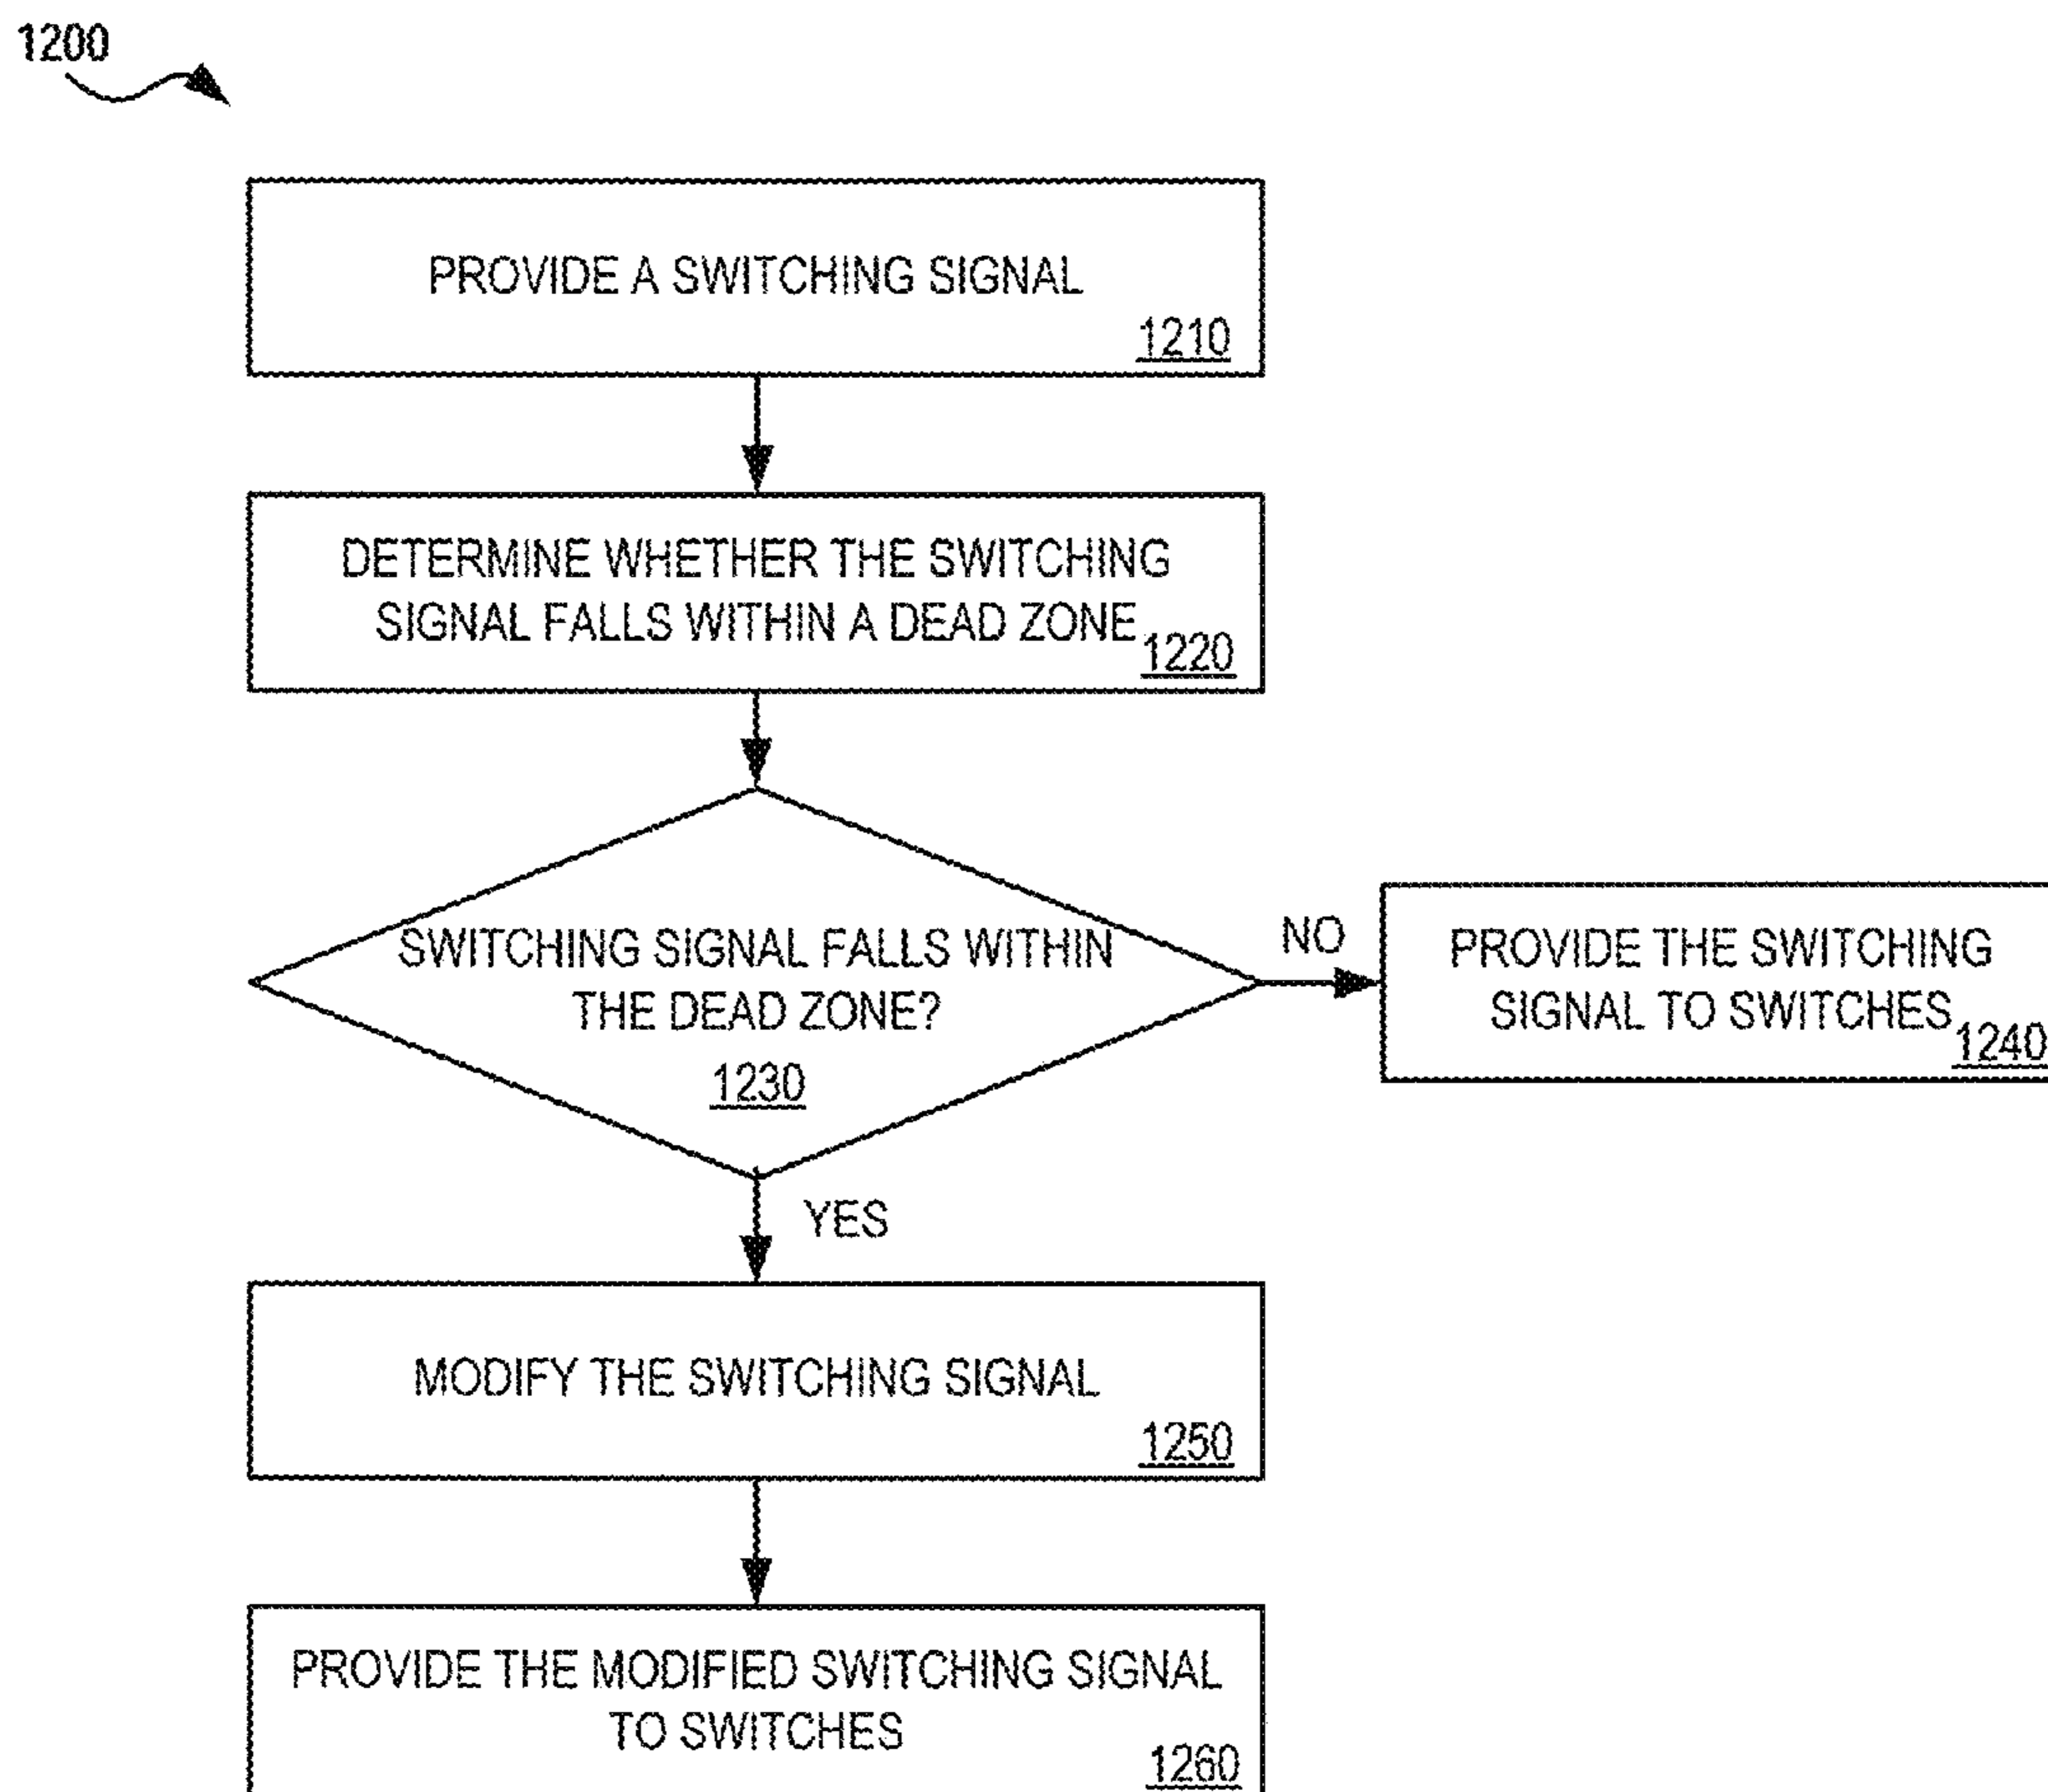 1200
PROVIDE A SWITCHING SIGNAL
1210
DETERMINE WHETHER THE SWITCHING
SIGNAL FALLS WITHIN A DEAD ZONE
1220
SWITCHING SIGNAL FALLS WITHIN
THE DEAD ZONE?
1230
NO
PROVIDE THE SWITCHING
SIGNAL TO SWITCHES
1240
YES
MODIFY THE SWITCHING SIGNAL
1250
PROVIDE THE MODIFIED SWITCHING SIGNAL
TO SWITCHES
1260